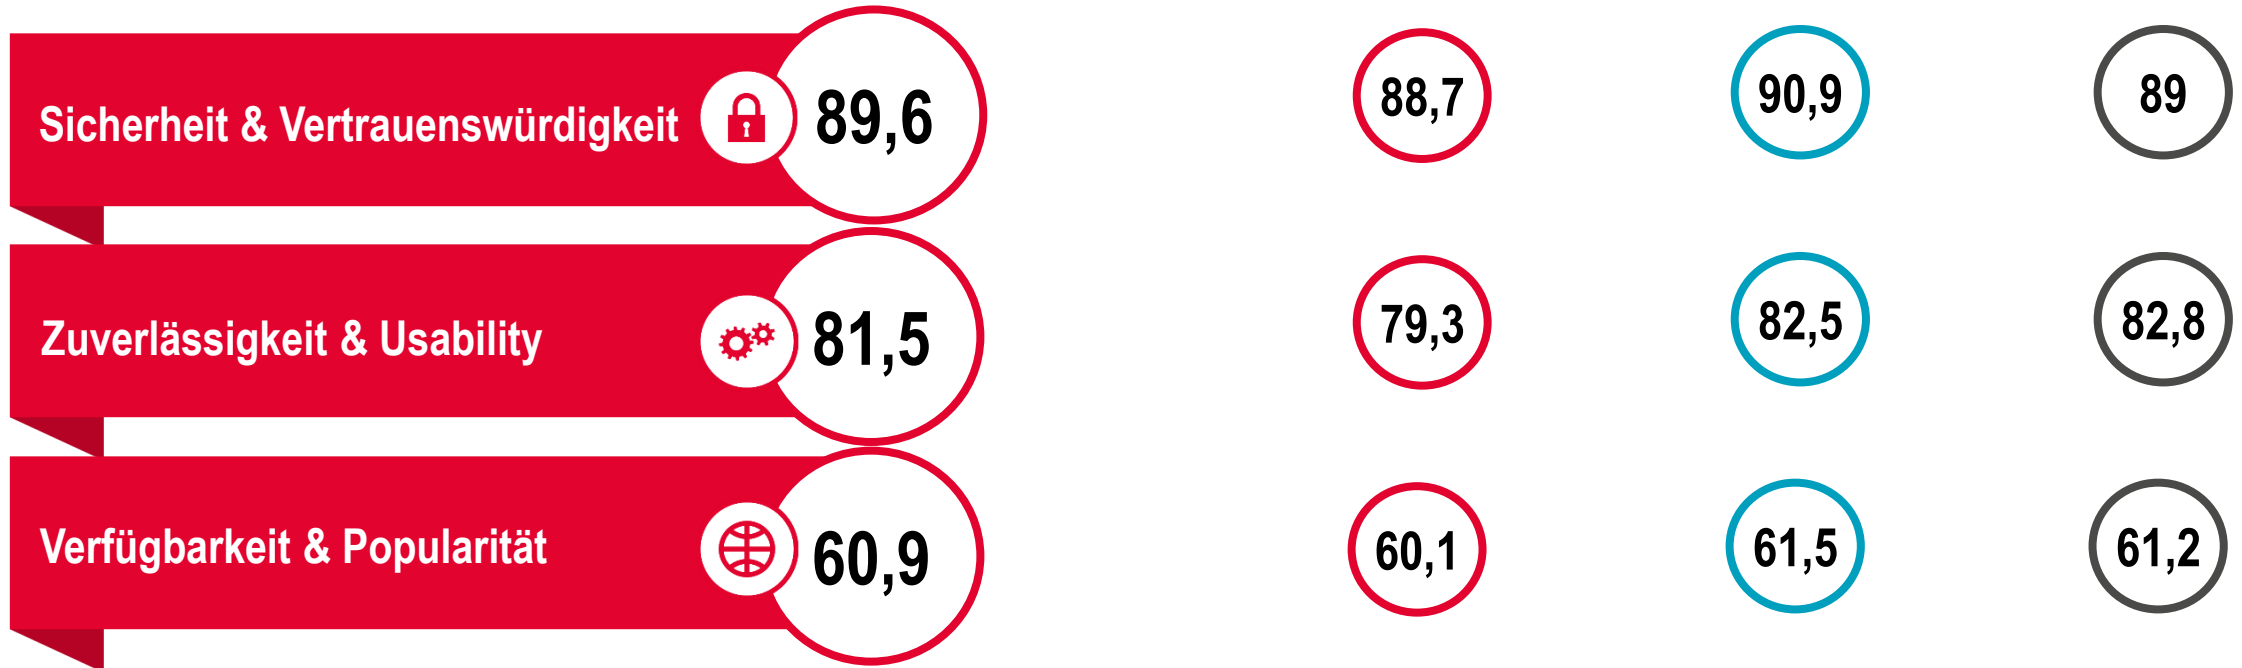 Sicherheit & Vertrauenswürdigkeit 89,6 88,7 90,9 89
Zuverlässigkeit & Usability 81,5 79,3 82,5 82,8
Verfügbarkeit & Popularität 60,9 60,1 61,5 61,2